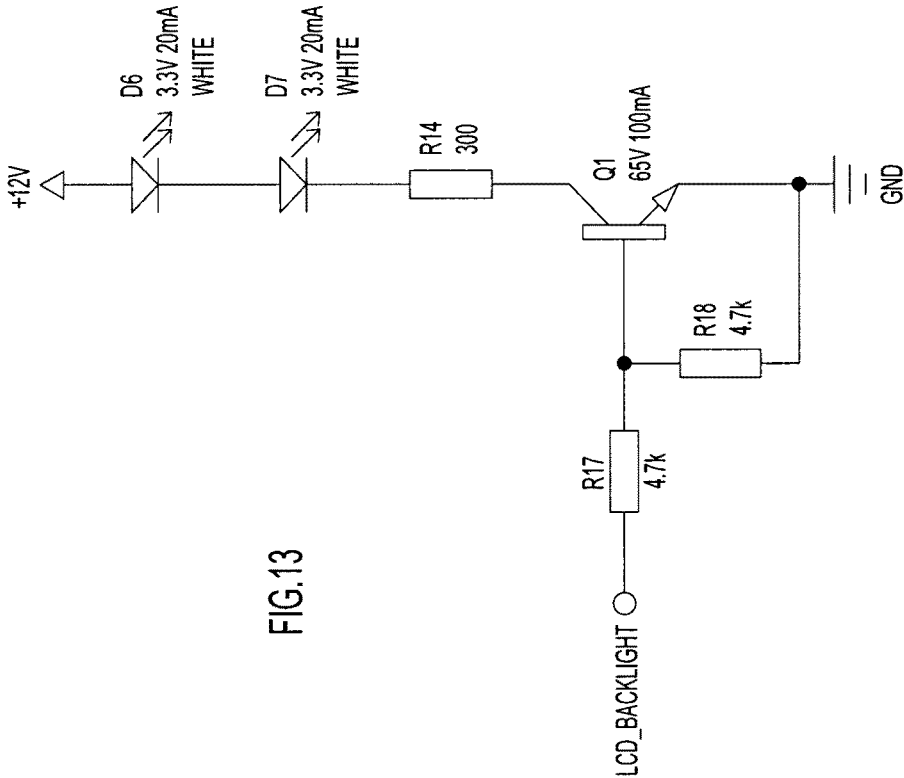 +12V
D6
3.3V 20mA
WHITE
D7
3.3V 20mA
WHITE
R14
300
Q1
65V 100mA
R18
4.7k
GND
R17
4.7k
LCD_BACKLIGHT
FIG.13